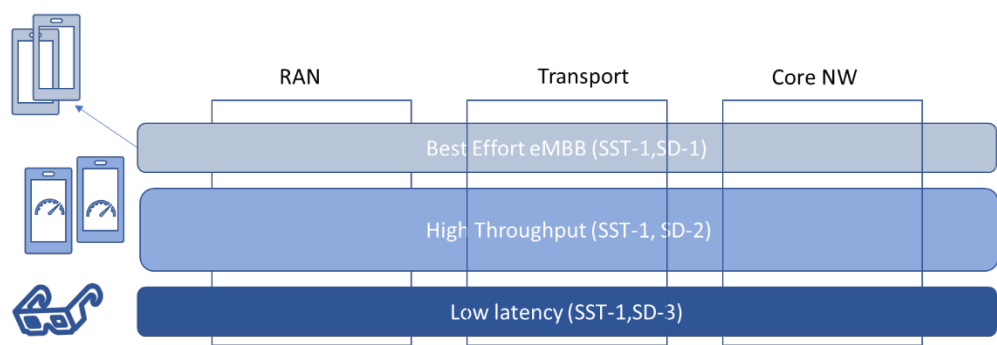 RAN
Transport
Core NW
Best Effort eMBB (SST-1,SD-1)
High Throughput (SST-1, SD-2)
Low latency (SST-1,SD-3)